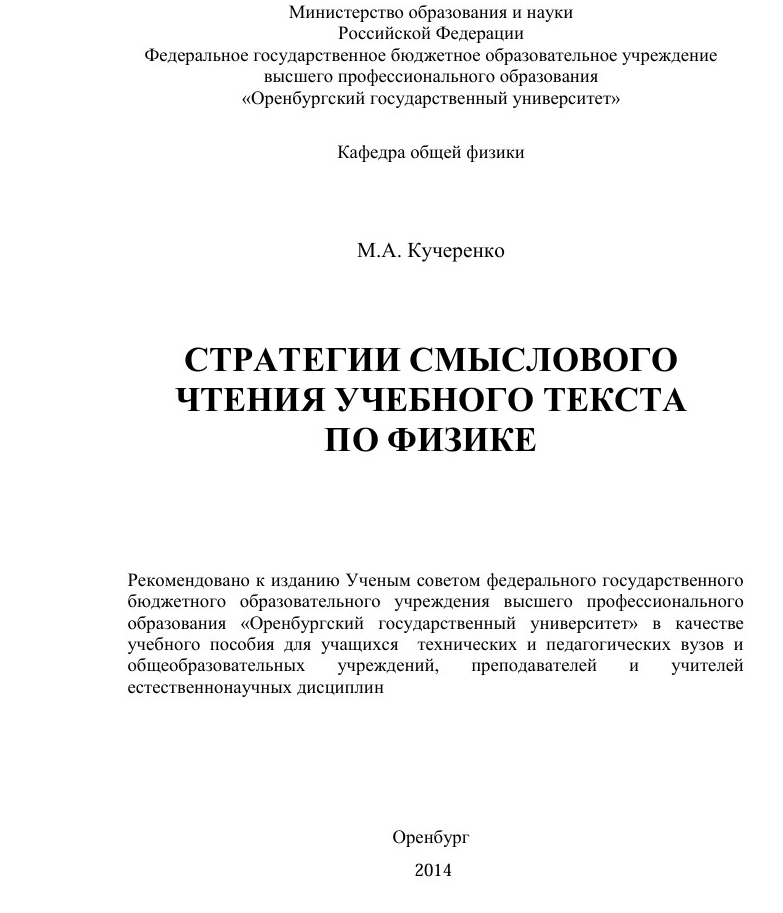 Министерство образования и науки
Российской Федерации
Федеральное государственное бюджетное образовательное учреждение
высшего профессионального образования
«Оренбургский государственный университет»
Кафедра общей физики
М.А. Кучеренко
СТРАТЕГИИ СМЫСЛОВОГО
ЧТЕНИЯ УЧЕБНОГО ТЕКСТА
ПО ФИЗИКЕ
Рекомендовано к изданию Ученым советом федерального государственного
бюджетного образовательного учреждения высшего профессионального
образования «Оренбургский государственный университет» в качестве
учебного пособия для учащихся технических и педагогических вузов и
общеобразовательных учреждений, преподавателей и учителей
естественнонаучных дисциплин
Оренбург
2014